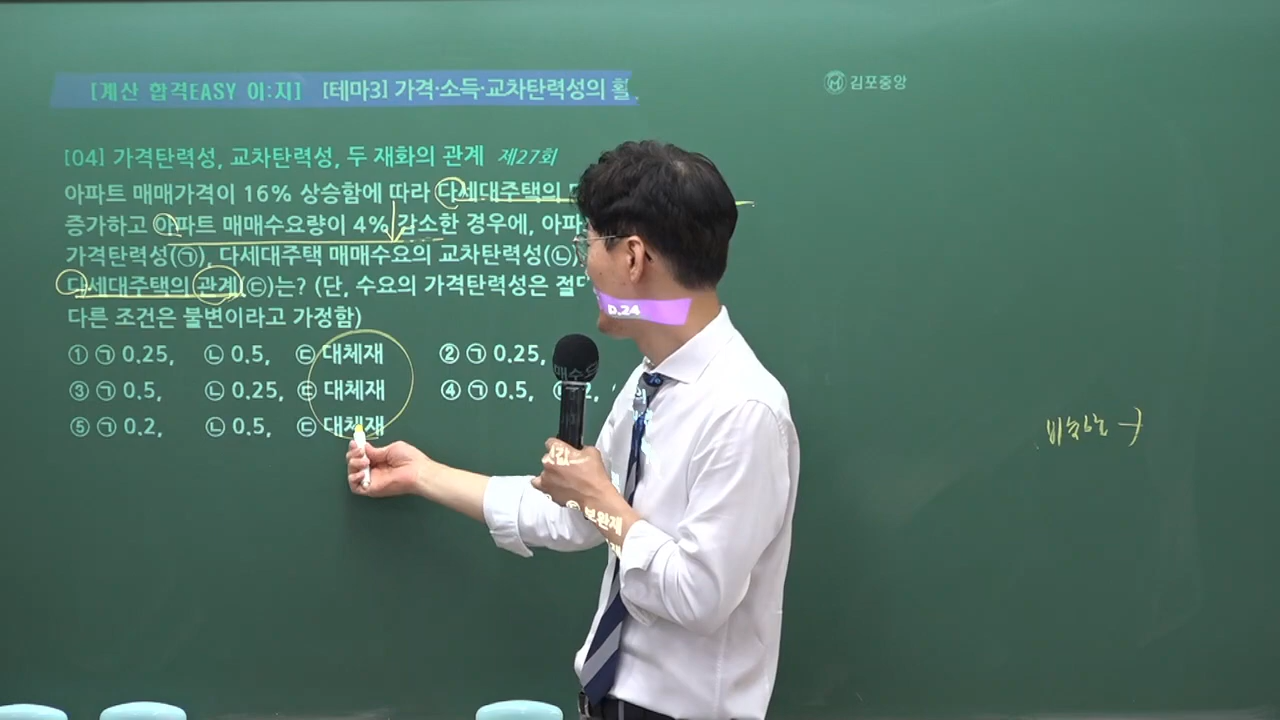 [계산 합격EASY 이:지] [테마3] 가격·소득·교차탄력성의 활
김포중앙
[04] 가격탄력성, 교차탄력성, 두 재화의 관계 제27회
아파트 매매가격이 16% 상승함에 따라 다세대주택의
증가하고 아파트 매매수요량이 4% 감소한 경우에, 아파
가격탄력성(㉠), 다세대주택 매매수요의 교차탄력성(㉡)
다세대주택의 관계(㉢)는? (단, 수요의 가격탄력성은 절
p.24
다른 조건은 불변이라고 가정함)
① ㉠ 0.25, ㉡ 0.5, ㉢ 대체재 ② ㉠ 0.25,
③ ㉠ 0.5, ㉡ 0.25, ㉢ 대체재 ④ ㉠ 0.5, 2,
⑤ ㉠ 0.2, ㉡ 0.5, ㉢ 대체재
㉢ 보완재